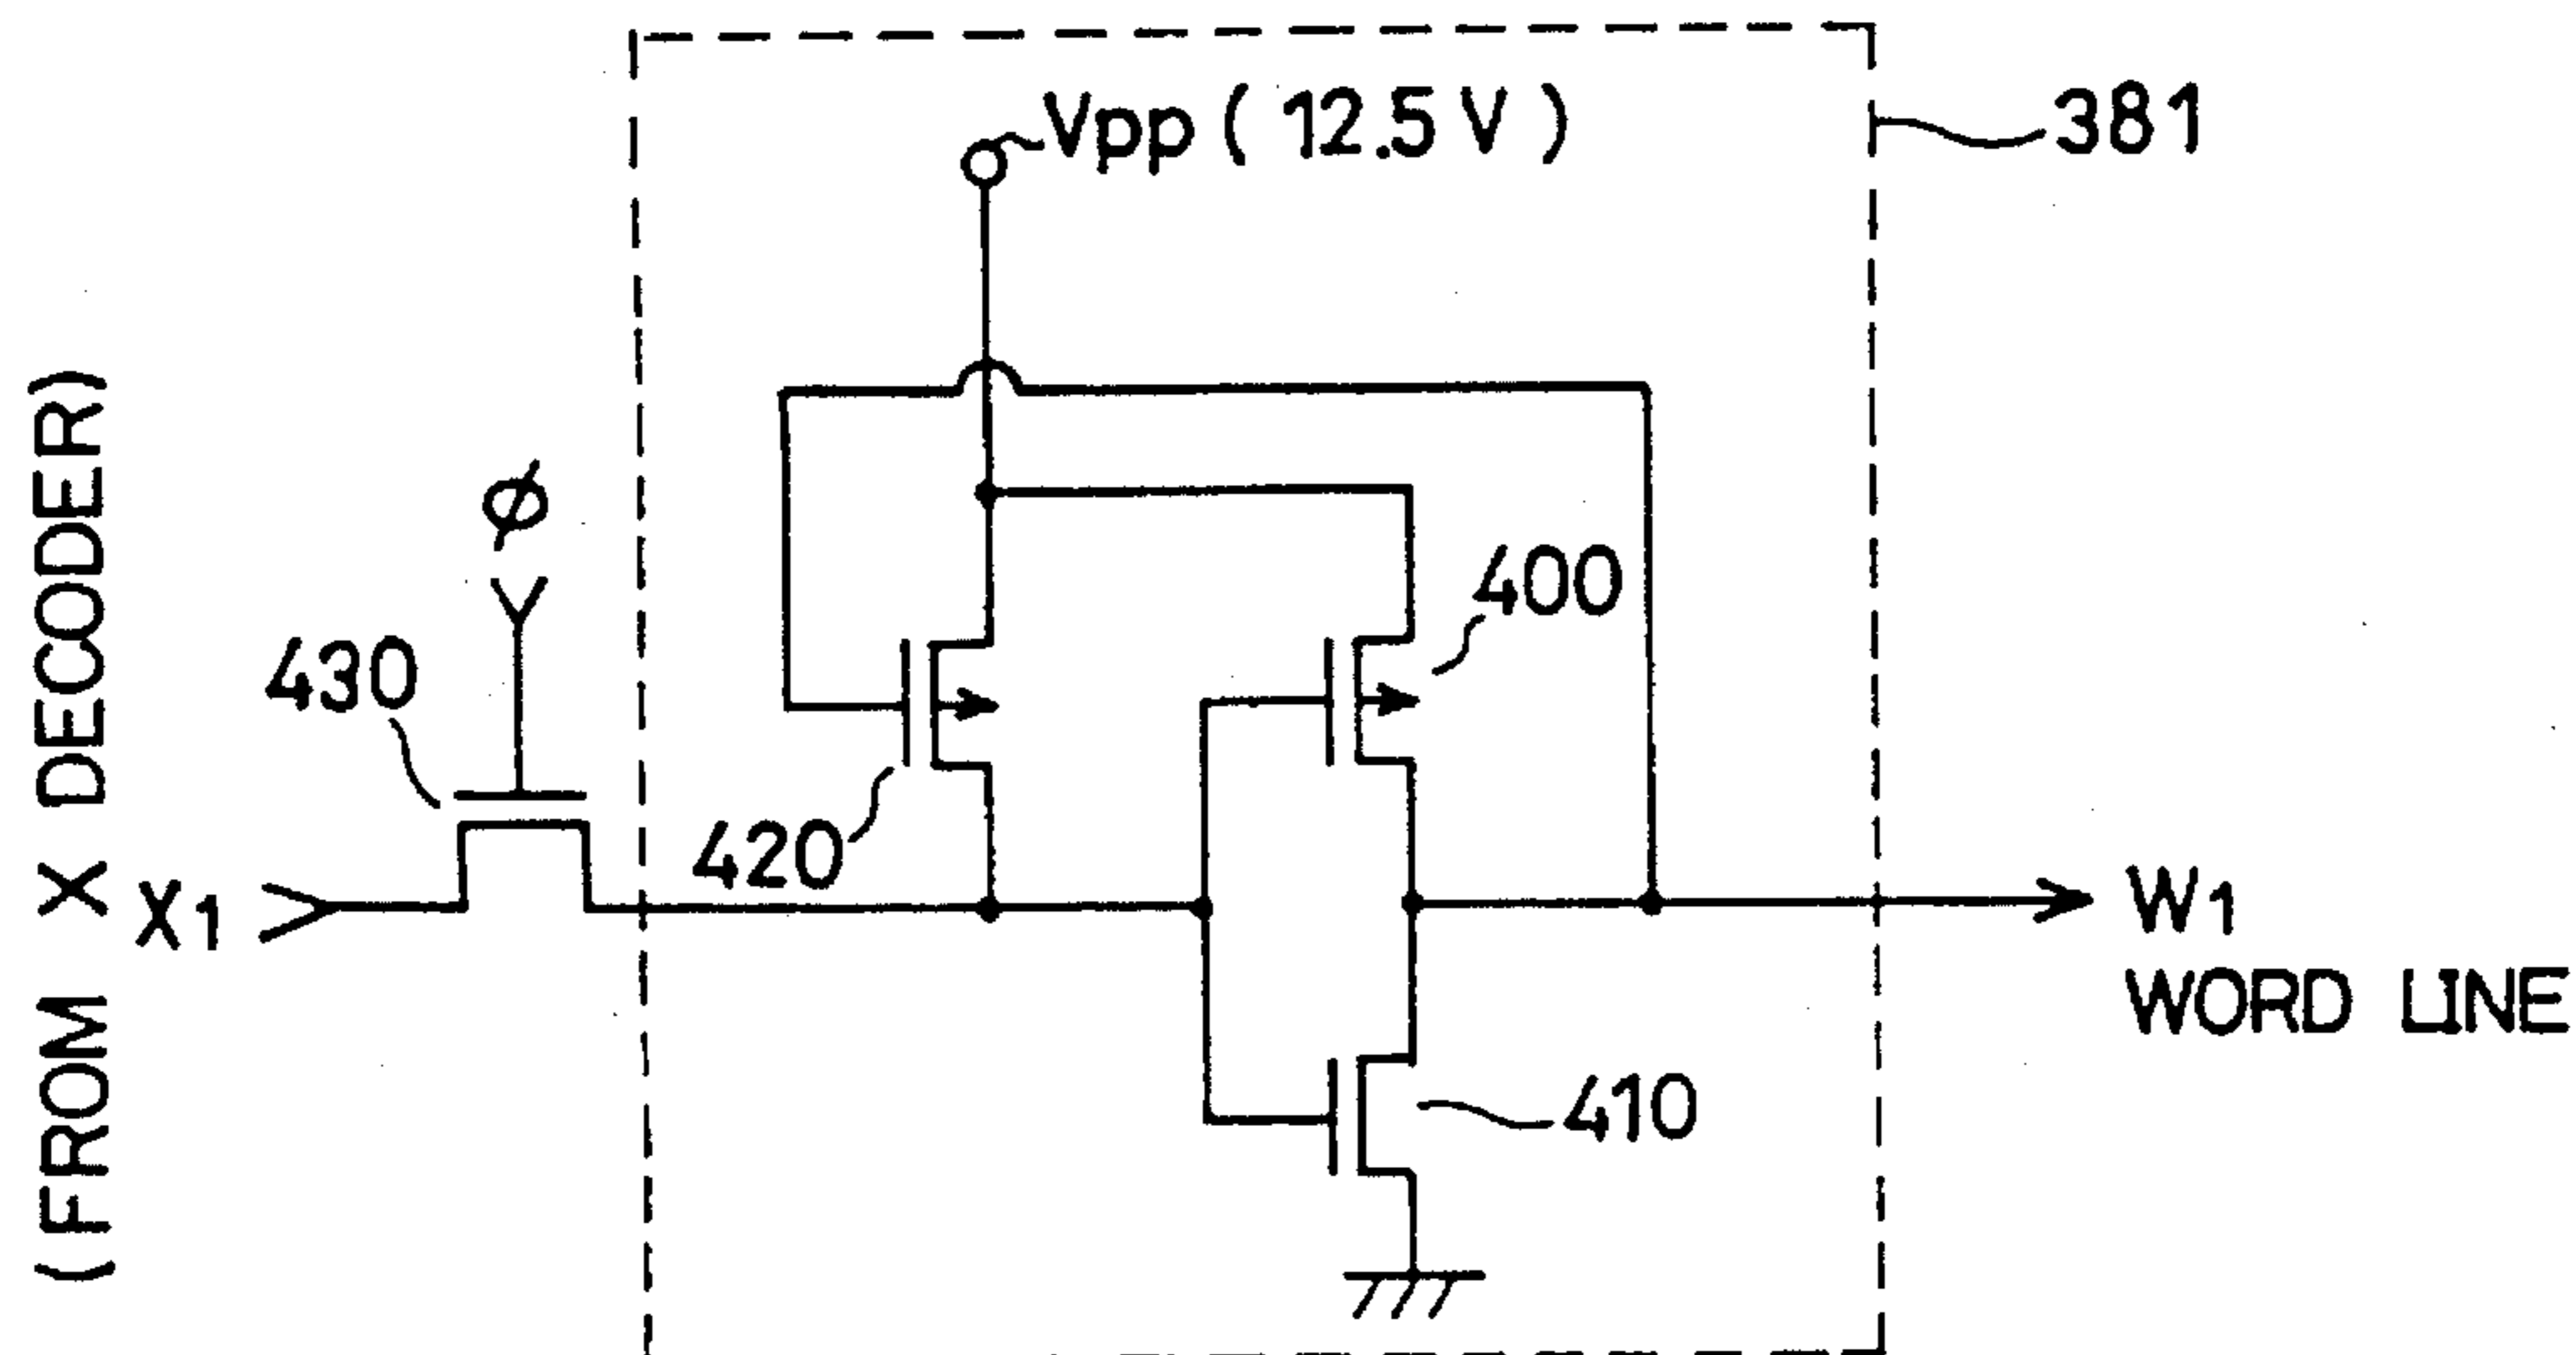 Vpp ( 12.5 V )
381
(FROM X DECODER)
ϕ
400
430
420
X1
W1
WORD LINE
410